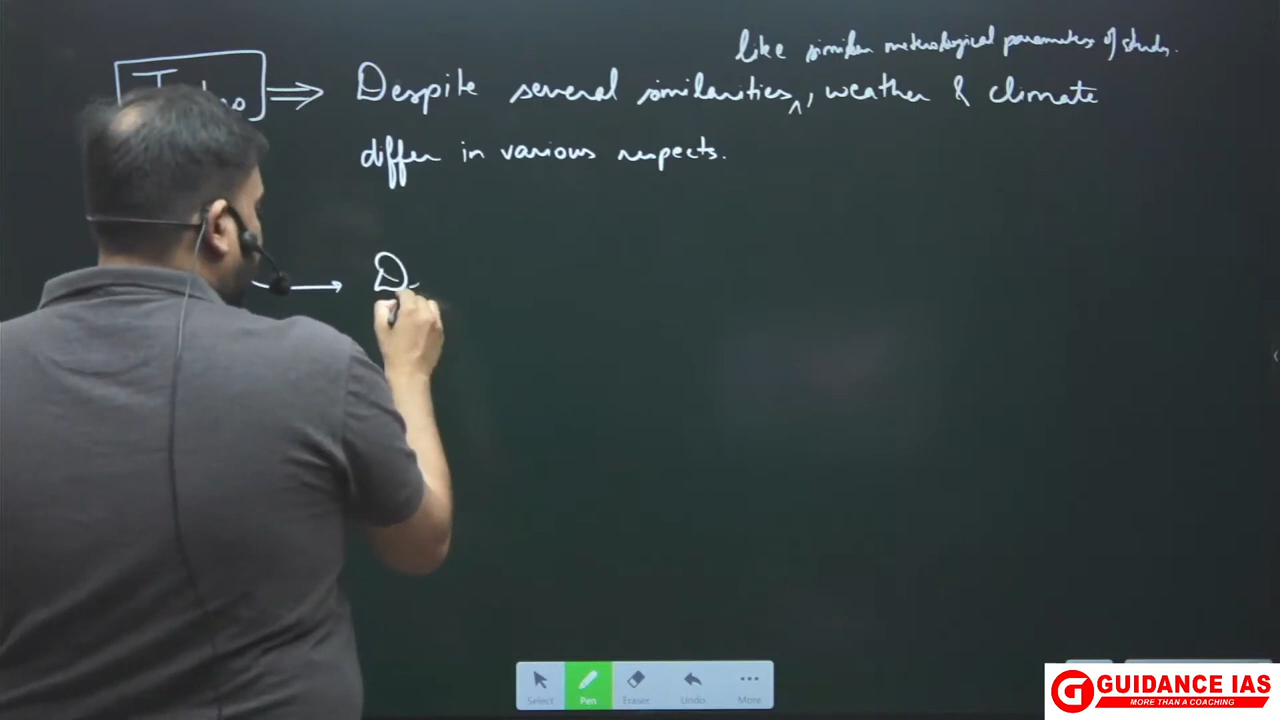 like similar meterological parameters of study.
Despite several similarities ^, weather & climate
differ in various respects.
D
Select Pen Eraser Undo More
G GUIDANCE IAS
MORE THAN A COACHING